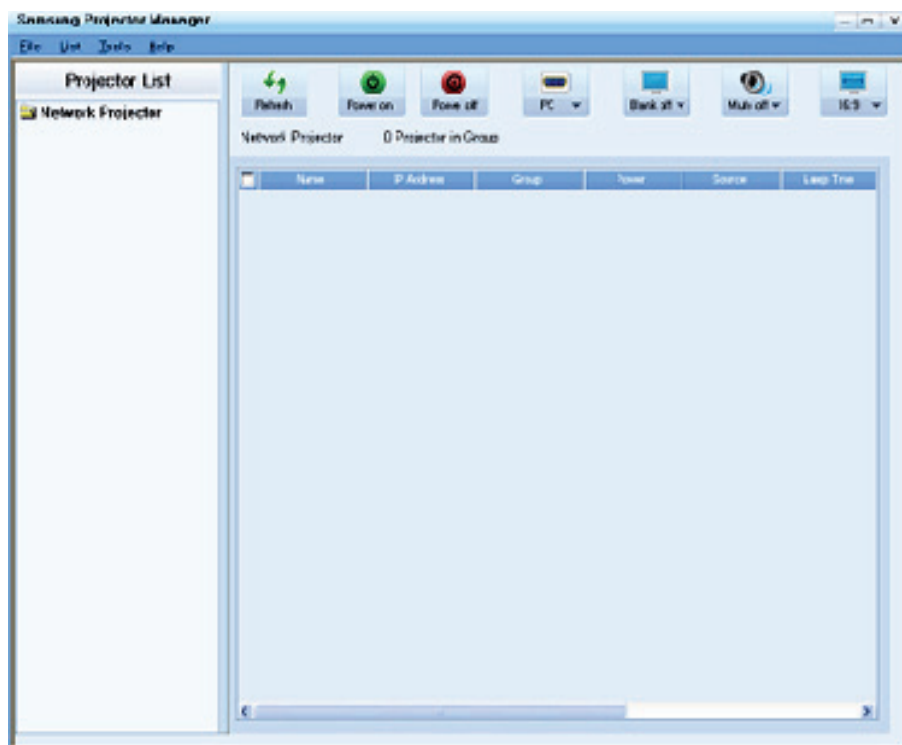 Samsung Projector Manager
File List Tools Help
Projector List
Network Projector
Refresh Power on Power off PC Blank off Mute off 16:9
Network Projector 0 Projector in Group
Name IP Address Group Power Source Lamp Time